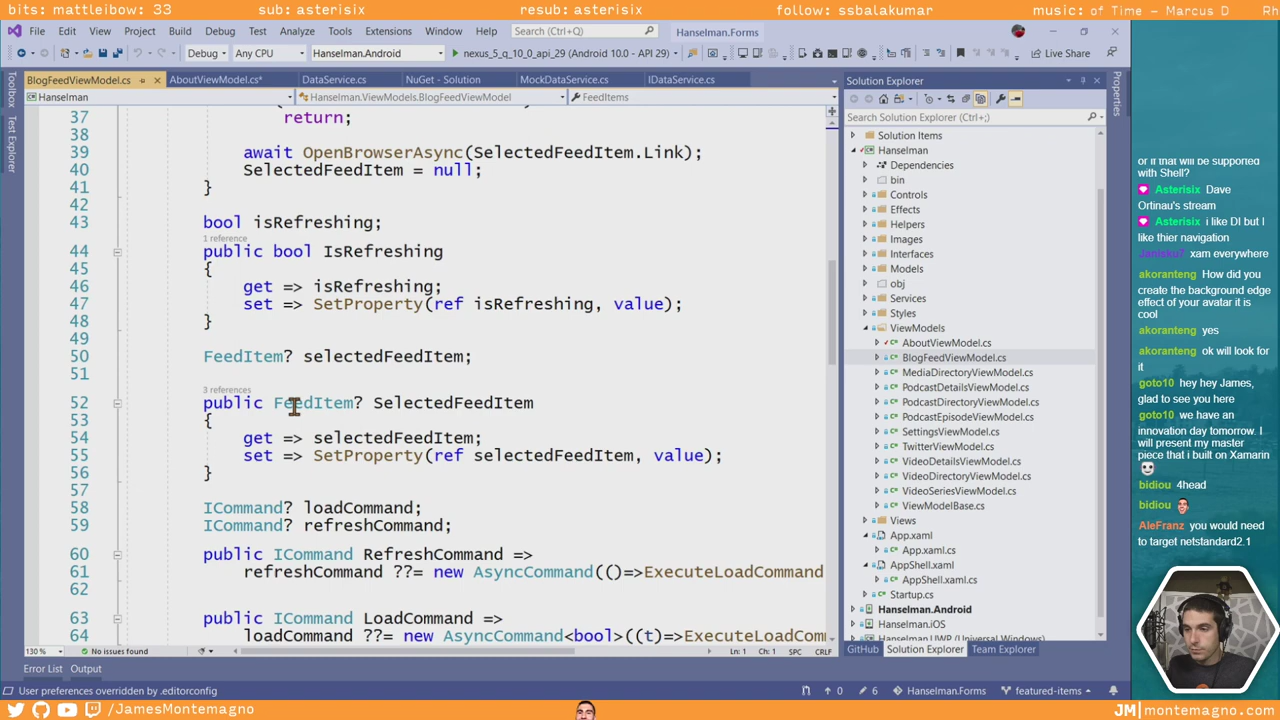 bits: mattleibow: 33
sub: asterisix
resub: asterisix
follow: ssbalakumar
music: of Time - Marcus D
Rh
File Edit View Project Build Debug Test Analyze Tools Extensions Window Help
Search (Ctrl+Q)
Hanselman.Forms
Debug
Any CPU
Hanselman.Android
nexus_5_q_10_0_api_29 (Android 10.0 - API 29)
Live Share
Toolbox
Test Explorer
BlogFeedViewModel.cs
AboutViewModel.cs*
DataService.cs
NuGet - Solution
MockDataService.cs
IDataService.cs
Hanselman
Hanselman.ViewModels.BlogFeedViewModel
FeedItems
37 return;
38
39 await OpenBrowserAsync(SelectedFeedItem.Link);
40 SelectedFeedItem = null;
41 }
42
43 bool isRefreshing;
1 reference
44 public bool IsRefreshing
45 {
46 get => isRefreshing;
47 set => SetProperty(ref isRefreshing, value);
48 }
49
50 FeedItem? selectedFeedItem;
51
3 references
52 public FeedItem? SelectedFeedItem
53 {
54 get => selectedFeedItem;
55 set => SetProperty(ref selectedFeedItem, value);
56 }
57
58 ICommand? loadCommand;
59 ICommand? refreshCommand;
60 public ICommand RefreshCommand =>
61 refreshCommand ??= new AsyncCommand(()=>ExecuteLoadCommand
62
63 public ICommand LoadCommand =>
64 loadCommand ??= new AsyncCommand<bool>((t)=>ExecuteLoadCommand
130 %
No issues found
Ln: 1
Ch: 1
SPC
CRLF
Error List
Output
User preferences overridden by .editorconfig
0
6
Hanselman.Forms
featured-items
Solution Explorer
Search Solution Explorer (Ctrl+;)
Solution Items
Hanselman
Dependencies
bin
Controls
Effects
Helpers
Images
Interfaces
Models
obj
Services
Styles
ViewModels
AboutViewModel.cs
BlogFeedViewModel.cs
MediaDirectoryViewModel.cs
PodcastDetailsViewModel.cs
PodcastDirectoryViewModel.cs
PodcastEpisodeViewModel.cs
SettingsViewModel.cs
TwitterViewModel.cs
VideoDetailsViewModel.cs
VideoDirectoryViewModel.cs
VideoSeriesViewModel.cs
ViewModelBase.cs
Views
App.xaml
App.xaml.cs
AppShell.xaml
AppShell.xaml.cs
Startup.cs
Hanselman.Android
Hanselman.iOS
Hanselman.UWP (Universal Windows)
GitHub
Solution Explorer
Team Explorer
Properties
or if that will be supported
with Shell?
Asterisix Dave
Ortinau's stream
Asterisix i like DI but I
like thier navigation
Janisku7 xam everywhere
akoranteng How did you
create the background edge
effect of your avatar it is
cool
akoranteng yes
akoranteng ok will look for
it
goto10 hey hey James,
glad to see you here
goto10 we have an
innovation day tomorrow. I
will present my master
piece that i built on Xamarin
bidiou 4head
bidiou
AleFranz you would need
to target netstandard2.1
/JamesMontemagno
JM montemagno.com